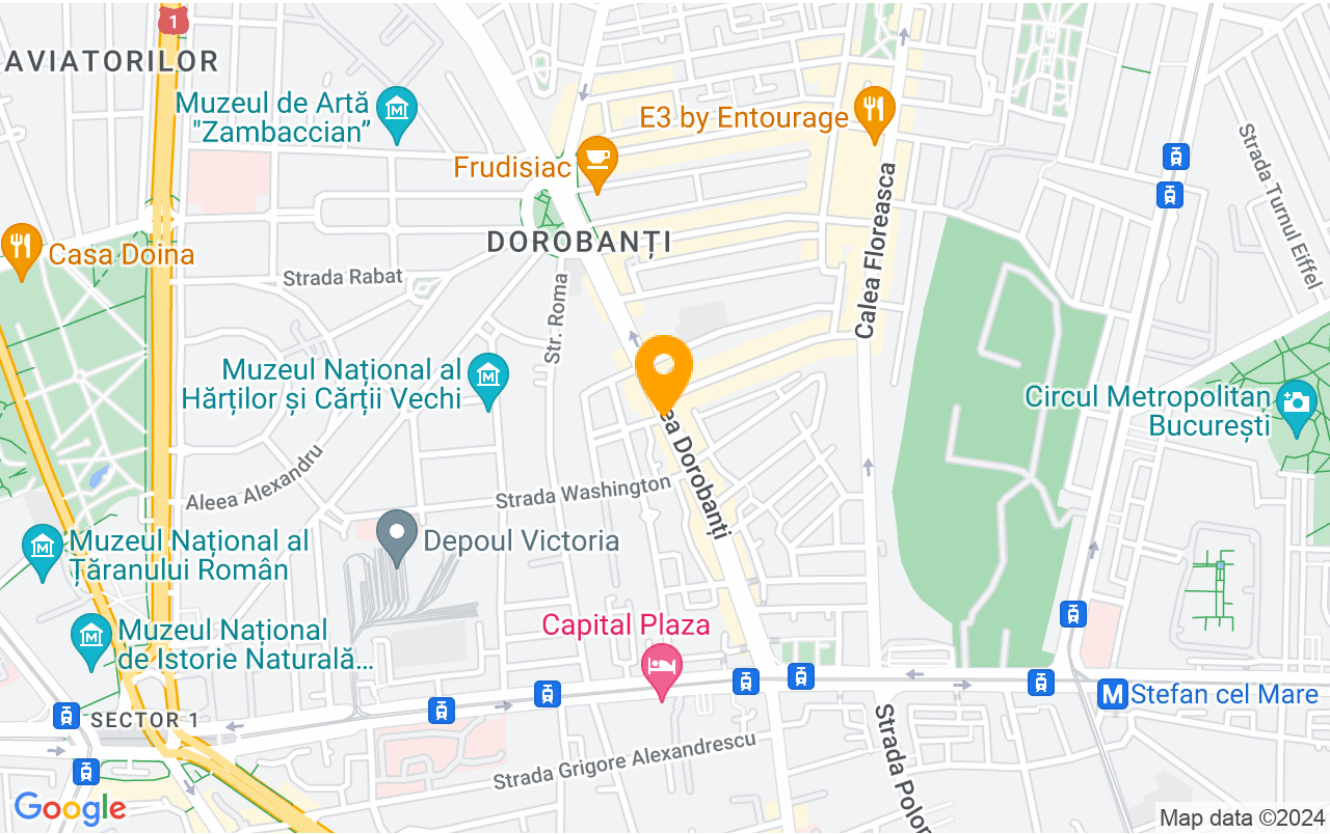 1
AVIATORILOR
Muzeul de Artă
"Zambaccian”
E3 by Entourage
Frudisiac
Strada Turnul Eiffel
Calea Floreasca
DOROBANȚI
Casa Doina
Strada Rabat
Str. Roma
Muzeul Național al
Hărților și Cărții Vechi
Circul Metropolitan
București
ea Dorobanți
Aleea Alexandru
Strada Washington
Depoul Victoria
Muzeul Național al
Țăranului Român
Muzeul Național
de Istorie Naturală...
Capital Plaza
M Stefan cel Mare
SECTOR 1
Strada Grigore Alexandrescu
Strada Polon
Google
Map data ©2024